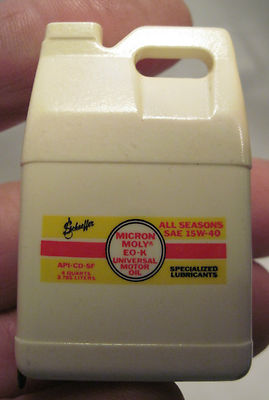 Schaeffer
MICRON
MOLY®
EO-K
UNIVERSAL
MOTOR
OIL
ALL SEASONS
SAE 15W-40
API-CD-SF
4 QUARTS
3.785 LITERS
SPECIALIZED
LUBRICANTS